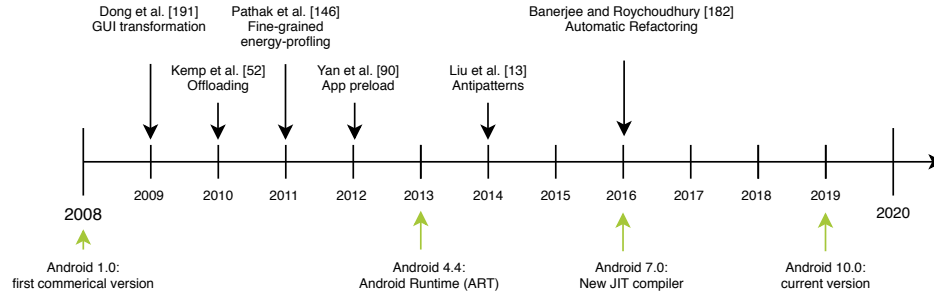 Dong et al. [191]
GUI transformation
Pathak et al. [146]
Fine-grained
energy-profling
Banerjee and Roychoudhury [182]
Automatic Refactoring
Kemp et al. [52]
Offloading
Yan et al. [90]
App preload
Liu et al. [13]
Antipatterns
2008 2009 2010 2011 2012 2013 2014 2015 2016 2017 2018 2019 2020
Android 1.0:
first commerical version
Android 4.4:
Android Runtime (ART)
Android 7.0:
New JIT compiler
Android 10.0:
current version